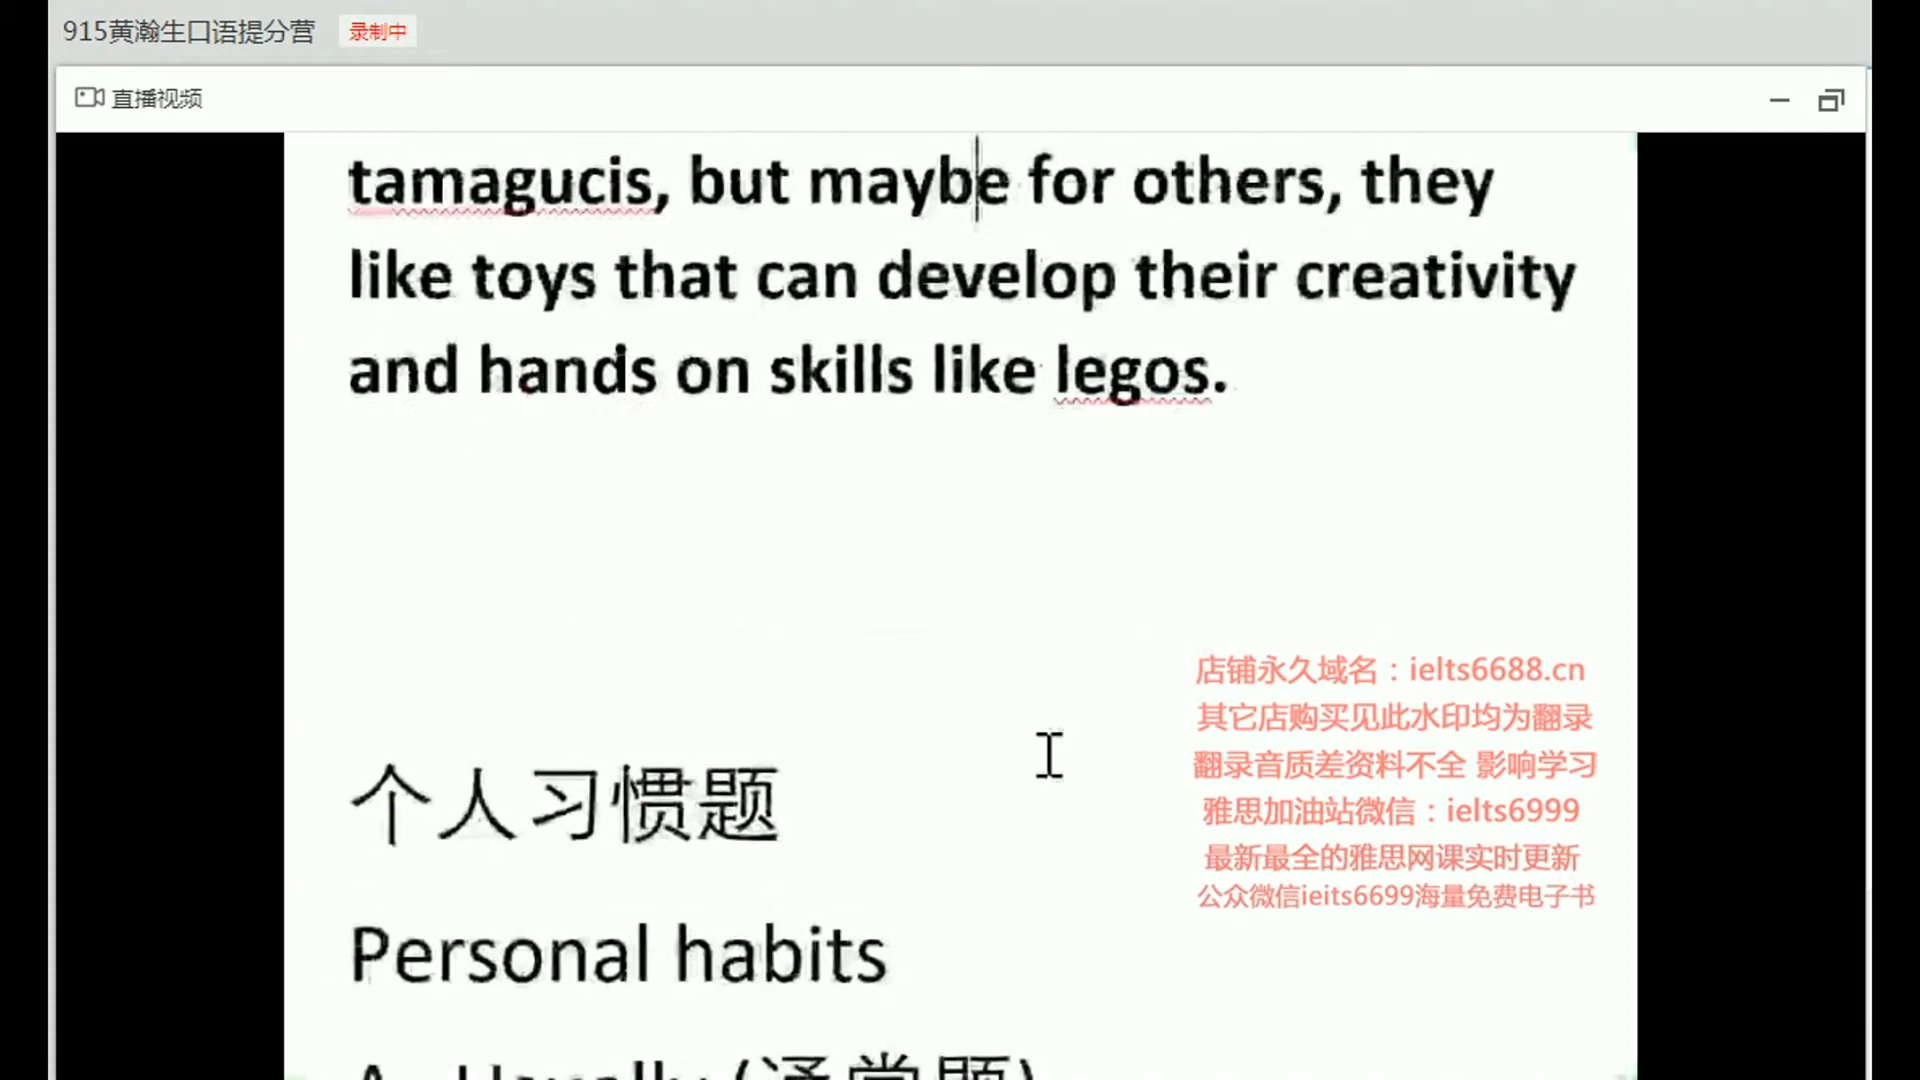 915黄瀚生口语提分营 录制中
直播视频
tamagucis, but maybe for others, they
like toys that can develop their creativity
and hands on skills like legos.
店铺永久域名：ielts6688.cn
其它店购买见此水印均为翻录
翻录音质差资料不全 影响学习
雅思加油站微信：ielts6999
最新最全的雅思网课实时更新
公众微信ieits6699海量免费电子书
个人习惯题
Personal habits
A. Usually (通常题)